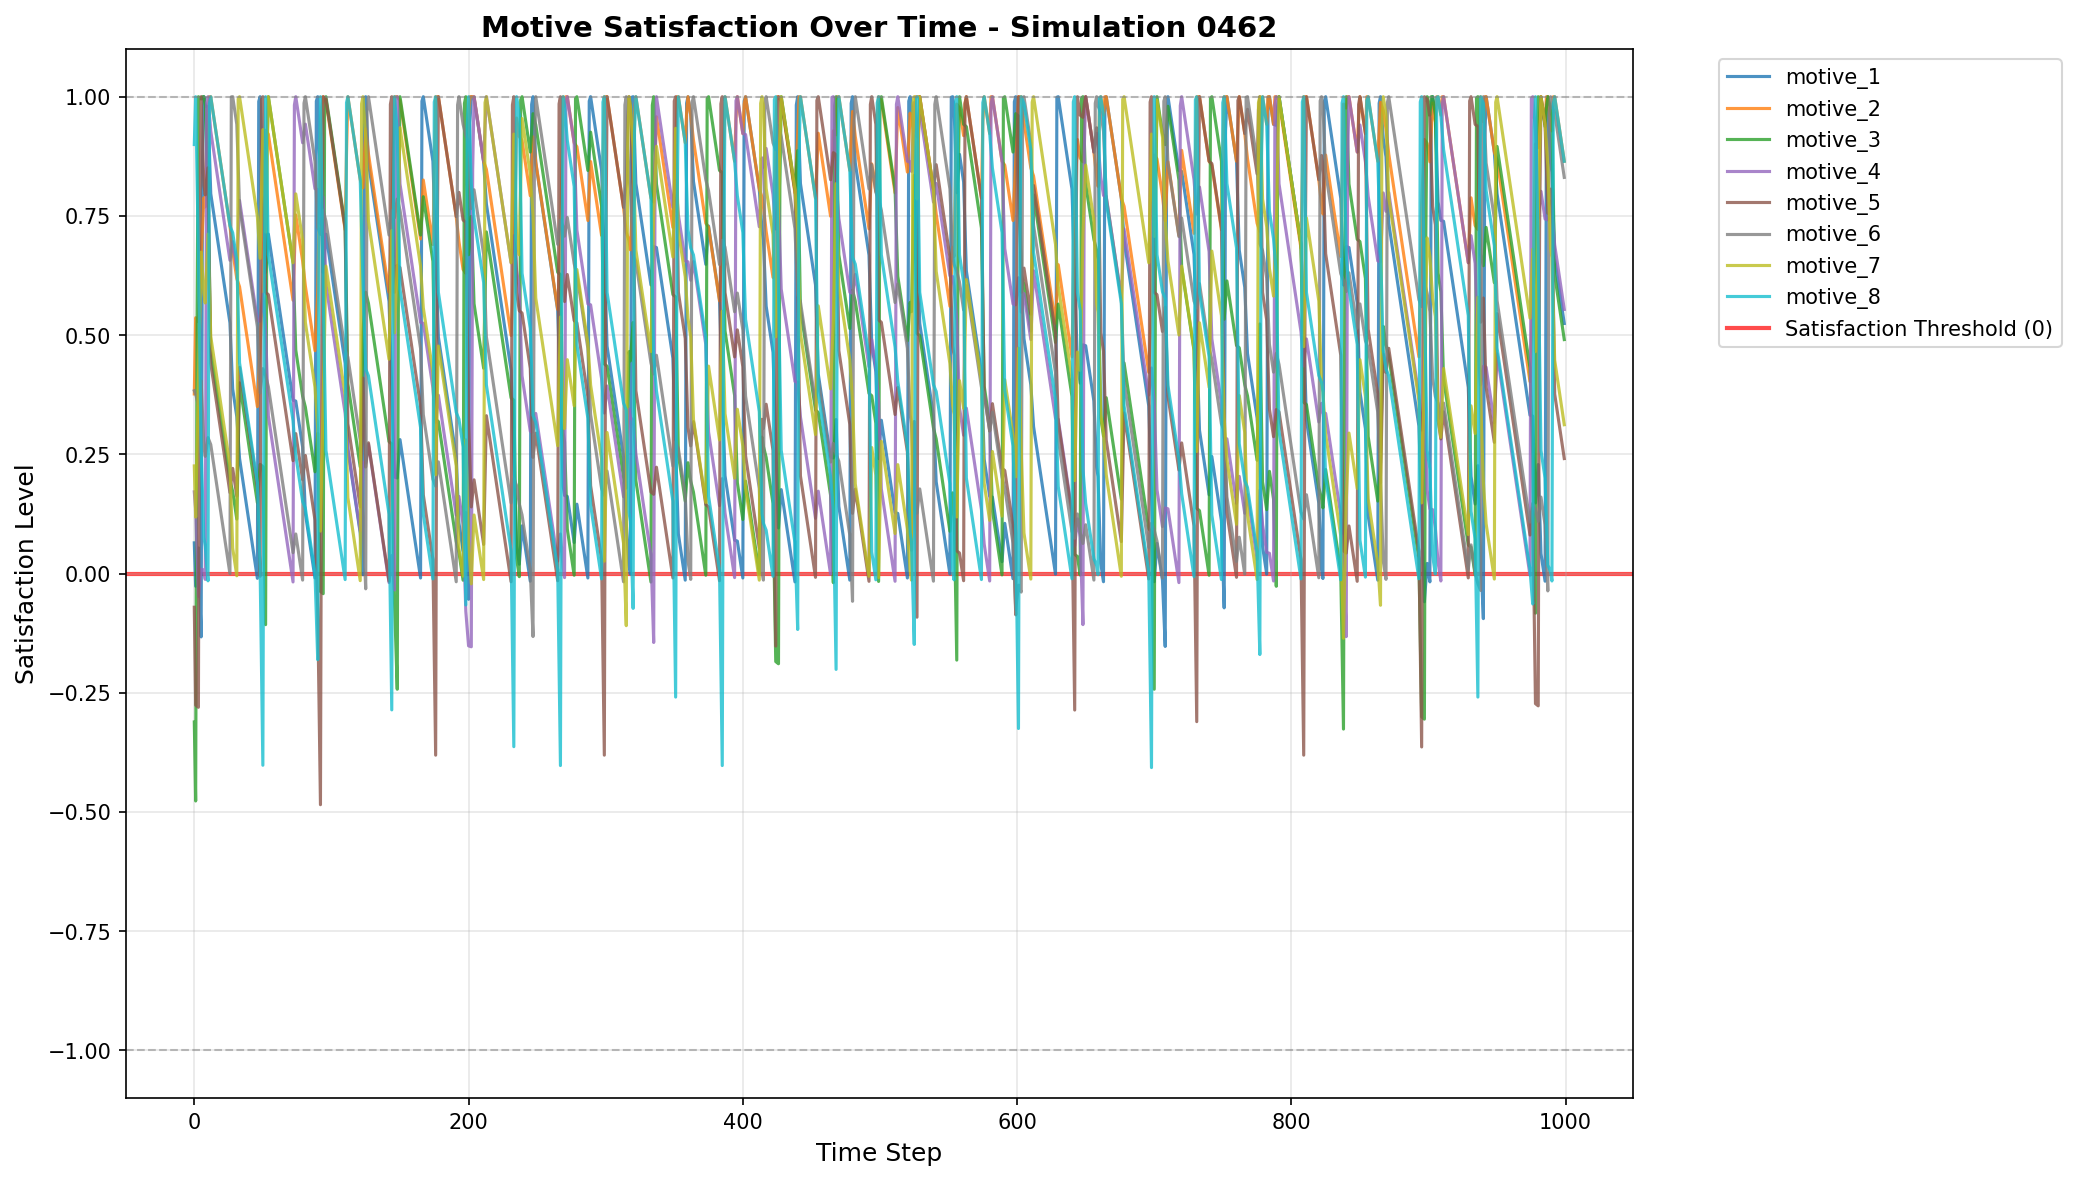 Motive Satisfaction Over Time - Simulation 0462
Satisfaction Level
1.00
0.75
0.50
0.25
0.00
−0.25
−0.50
−0.75
−1.00
0
200
400
600
800
1000
Time Step
motive_1
motive_2
motive_3
motive_4
motive_5
motive_6
motive_7
motive_8
Satisfaction Threshold (0)